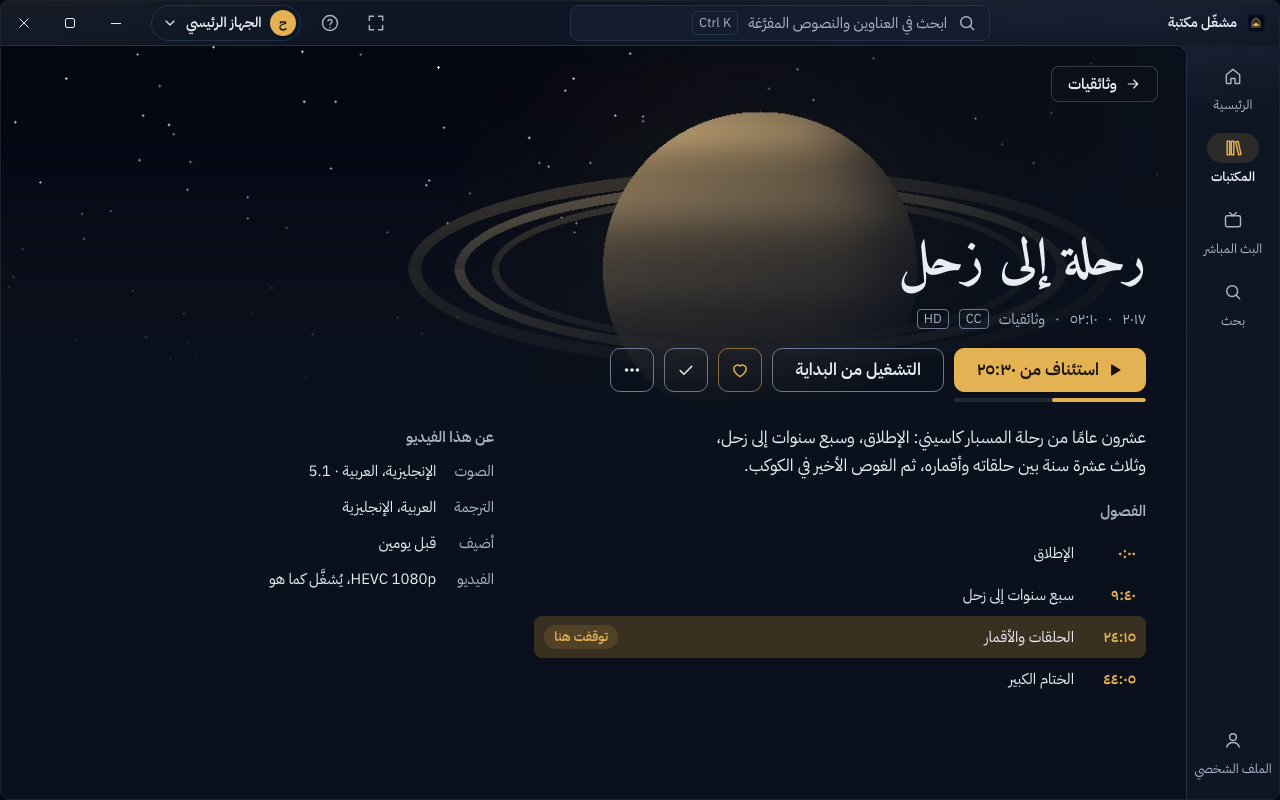 مشغّل مكتبة
ابحث في العناوين والنصوص المفرَّغة
Ctrl K
ح
الجهاز الرئيسي
الرئيسية
المكتبات
البث المباشر
بحث
الملف الشخصي
وثائقيات
رحلة إلى زحل
٢٠١٧ · ٥٢:١٠ · وثائقيات CC HD
استئناف من ٢٥:٣٠
التشغيل من البداية
عشرون عامًا من رحلة المسبار كاسيني: الإطلاق، وسبع سنوات إلى زحل،
وثلاث عشرة سنة بين حلقاته وأقماره، ثم الغوص الأخير في الكوكب.
الفصول
٠:٠٠ الإطلاق
٩:٤٠ سبع سنوات إلى زحل
٢٤:١٥ الحلقات والأقمار توقفت هنا
٤٤:٠٥ الختام الكبير
عن هذا الفيديو
الصوت الإنجليزية، العربية · 5.1
الترجمة العربية، الإنجليزية
أضيف قبل يومين
الفيديو HEVC 1080p، يُشغَّل كما هو